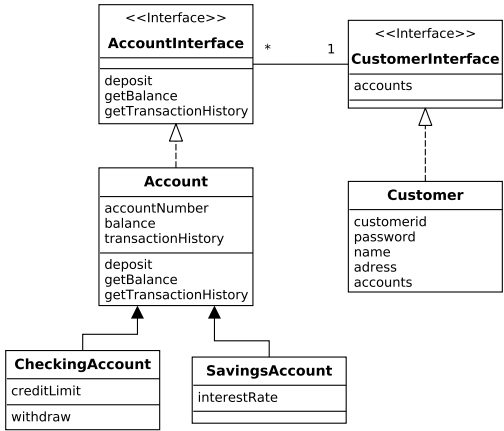 <<Interface>>
AccountInterface
deposit
getBalance
getTransactionHistory
*
1
<<Interface>>
CustomerInterface
accounts
Account
accountNumber
balance
transactionHistory
deposit
getBalance
getTransactionHistory
Customer
customerid
password
name
adress
accounts
CheckingAccount
creditLimit
withdraw
SavingsAccount
interestRate